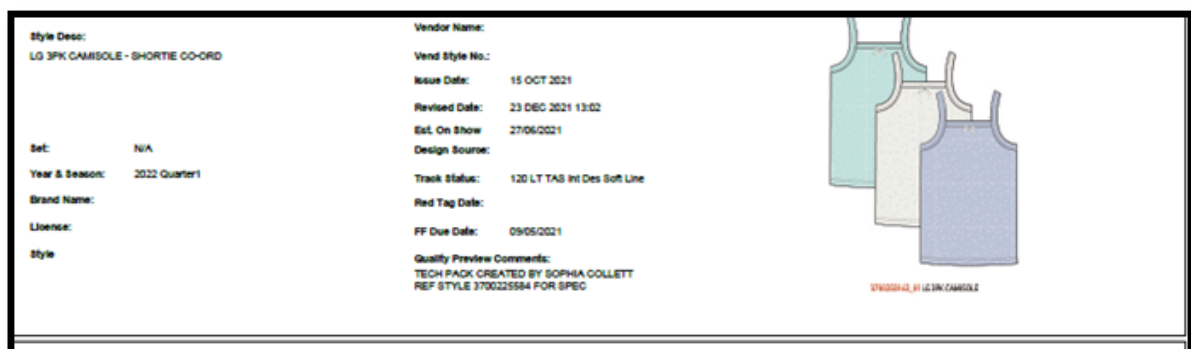 Style Desc:
LG 3PK CAMISOLE - SHORTIE CO-ORD
Set: N/A
Year & Season: 2022 Quarter1
Brand Name:
License:
Style
Vendor Name:
Vend Style No.:
Issue Date: 15 OCT 2021
Revised Date: 23 DEC 2021 13:02
Est. On Show 27/06/2021
Design Source:
Track Status: 120 LT TAS Int Des Soft Line
Red Tag Date:
FF Due Date: 09/05/2021
Quality Preview Comments:
TECH PACK CREATED BY SOPHIA COLLETT
REF STYLE 3700225584 FOR SPEC
LG 3PK CAMISOLE